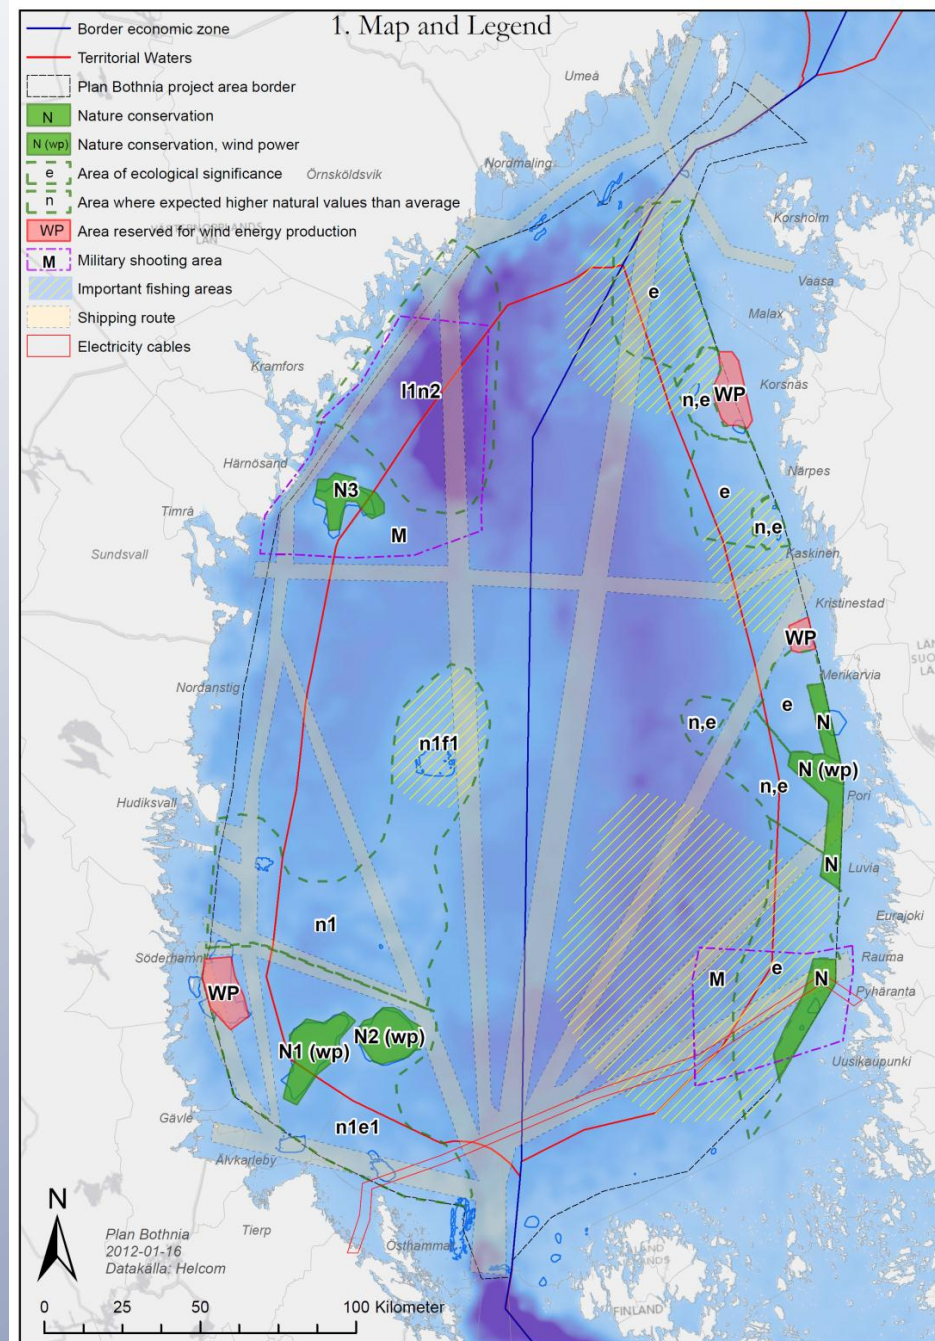 1. Map and Legend
Border economic zone
Territorial Waters
Plan Bothnia project area border
N Nature conservation
N (wp) Nature conservation, wind power
e Area of ecological significance
n Area where expected higher natural values than average
WP Area reserved for wind energy production
M Military shooting area
Important fishing areas
Shipping route
Electricity cables
Umeå
Nordmaling
Örnsköldsvik
LÄN
Korsholm
Vaasa
e
Malax
Kramfors
l1n2
n,e
WP
Korsnäs
Härnösand
N3
e
Närpes
Timrå
M
n,e
Sundsvall
Kaskinen
Kristinestad
WP
Merikarvia
Nordanstig
e
N
n,e
n1f1
N (wp)
n,e
Pori
Hudiksvall
N
Luvia
n1
Eurajoki
Söderhamn
Rauma
WP
M
e
N
Pyhäranta
N1 (wp)
N2 (wp)
Uusikaupunki
Gävle
n1e1
Älvkarleby
N
Tierp
Östhammar
Plan Bothnia
2012-01-16
Datakälla: Helcom
FINLAND
0 25 50 100 Kilometer